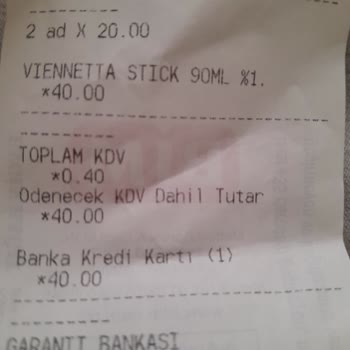 2 ad X 20.00
VIENNETTA STICK 90ML %1.
*40.00
TOPLAM KDV
*0.40
Odenecek KDV Dahil Tutar
*40.00
Banka Kredi Kartı (1)
*40.00
GARANTI BANKASI